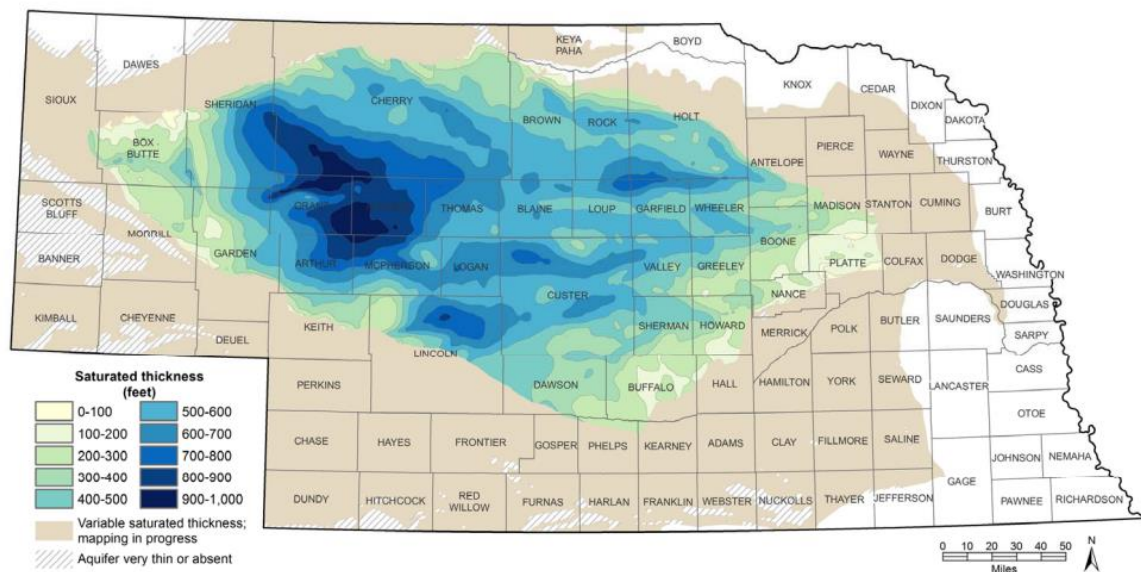 KEYA
PAHA
BOYD
DAWES
KNOX
CEDAR
SIOUX
SHERIDAN
CHERRY
DIXON
BROWN
ROCK
HOLT
DAKOTA
BOX
BUTTE
ANTELOPE
PIERCE
WAYNE
THURSTON
SCOTTS
BLUFF
GRANT
THOMAS
BLAINE
LOUP
GARFIELD
WHEELER
MADISON
STANTON
CUMING
BURT
MORRILL
BANNER
GARDEN
ARTHUR
MCPHERSON
LOGAN
VALLEY
GREELEY
BOONE
PLATTE
COLFAX
DODGE
WASHINGTON
CUSTER
NANCE
DOUGLAS
KIMBALL
CHEYENNE
DEUEL
KEITH
LINCOLN
SHERMAN
HOWARD
MERRICK
POLK
BUTLER
SAUNDERS
SARPY
CASS
PERKINS
DAWSON
BUFFALO
HALL
HAMILTON
YORK
SEWARD
LANCASTER
OTOE
CHASE
HAYES
FRONTIER
GOSPER
PHELPS
KEARNEY
ADAMS
CLAY
FILLMORE
SALINE
GAGE
JOHNSON
NEMAHA
DUNDY
HITCHCOCK
RED
WILLOW
FURNAS
HARLAN
FRANKLIN
WEBSTER
NUCKOLLS
THAYER
JEFFERSON
PAWNEE
RICHARDSON
Saturated thickness
(feet)
0-100
500-600
100-200
600-700
200-300
700-800
300-400
800-900
400-500
900-1,000
Variable saturated thickness;
mapping in progress
Aquifer very thin or absent
0 10 20 30 40 50
Miles
N